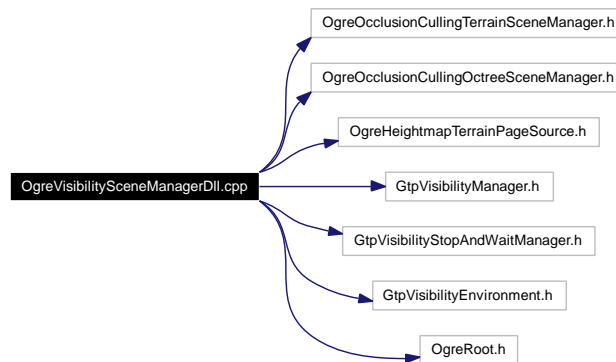 OgreOcclusionCullingTerrainSceneManager.h
OgreOcclusionCullingOctreeSceneManager.h
OgreHeightmapTerrainPageSource.h
OgreVisibilitySceneManagerDll.cpp
GtpVisibilityManager.h
GtpVisibilityStopAndWaitManager.h
GtpVisibilityEnvironment.h
OgreRoot.h